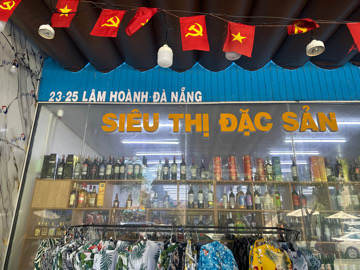 23-25 LÂM HOÀNH-ĐÀ NẴNG
SIÊU THỊ ĐẶC SẢN